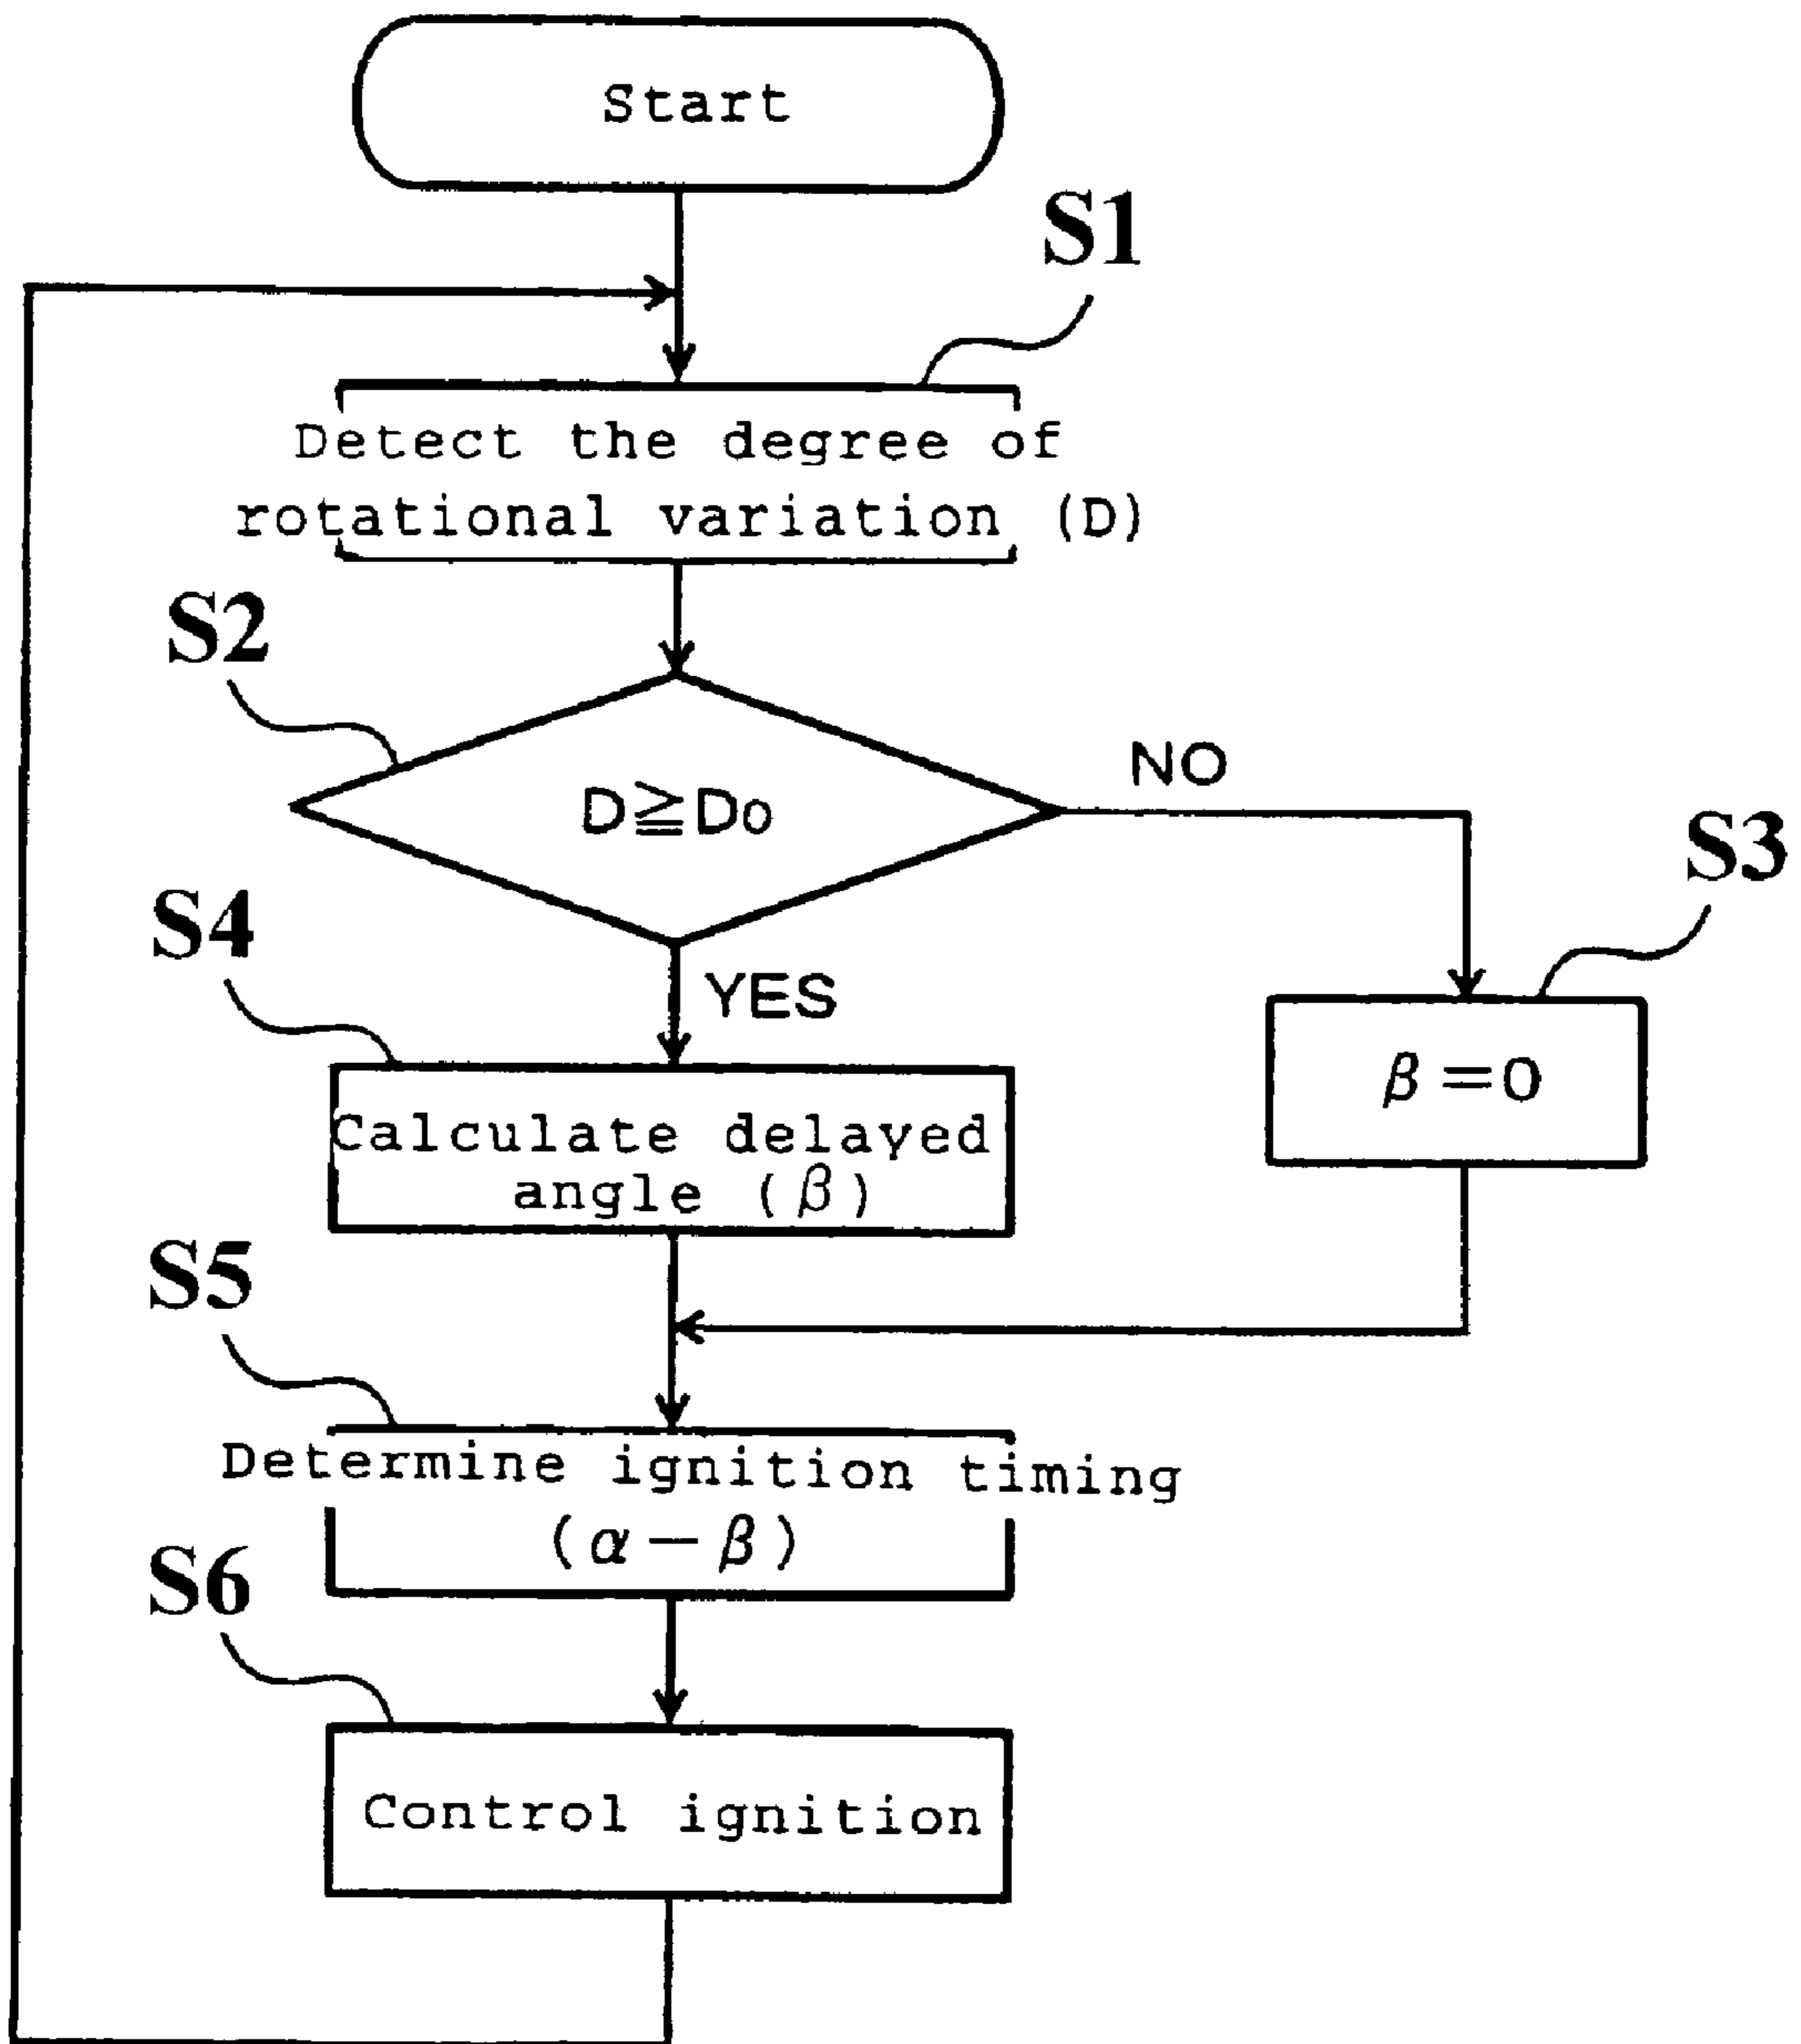 Start
S1
Detect the degree of
rotational variation (D)
S2
D≧D0
NO
S3
β=0
S4
YES
Calculate delayed
angle (β)
S5
Determine ignition timing
(α-β)
S6
Control ignition